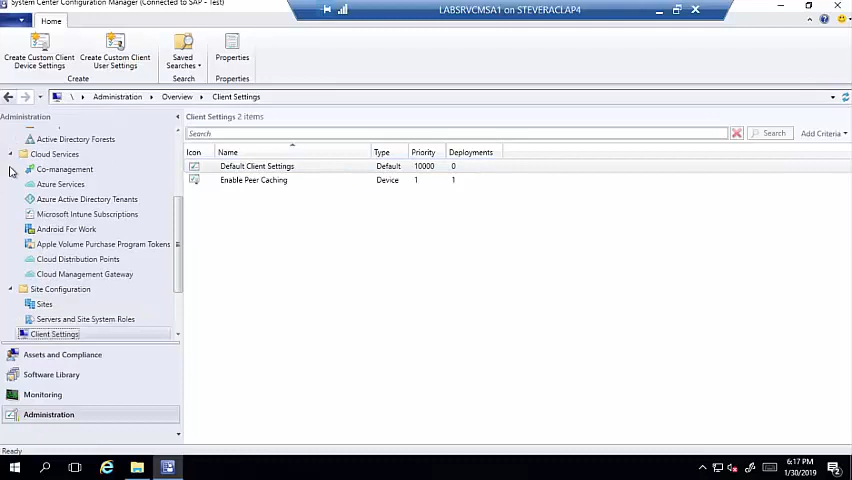 System Center Configuration Manager (Connected to SAP - Test)
LABSRVCMSA1 on STEVERACLAP4
Home
Create Custom Client Device Settings
Create Custom Client User Settings
Saved Searches
Properties
Create
Search
Properties
\ Administration Overview Client Settings
Administration
Active Directory Forests
Cloud Services
Co-management
Azure Services
Azure Active Directory Tenants
Microsoft Intune Subscriptions
Android For Work
Apple Volume Purchase Program Tokens
Cloud Distribution Points
Cloud Management Gateway
Site Configuration
Sites
Servers and Site System Roles
Client Settings
Assets and Compliance
Software Library
Monitoring
Administration
Client Settings 2 items
Search
Search
Add Criteria
Icon Name Type Priority Deployments
Default Client Settings Default 10000 0
Enable Peer Caching Device 1 1
Ready
6:17 PM
1/30/2019